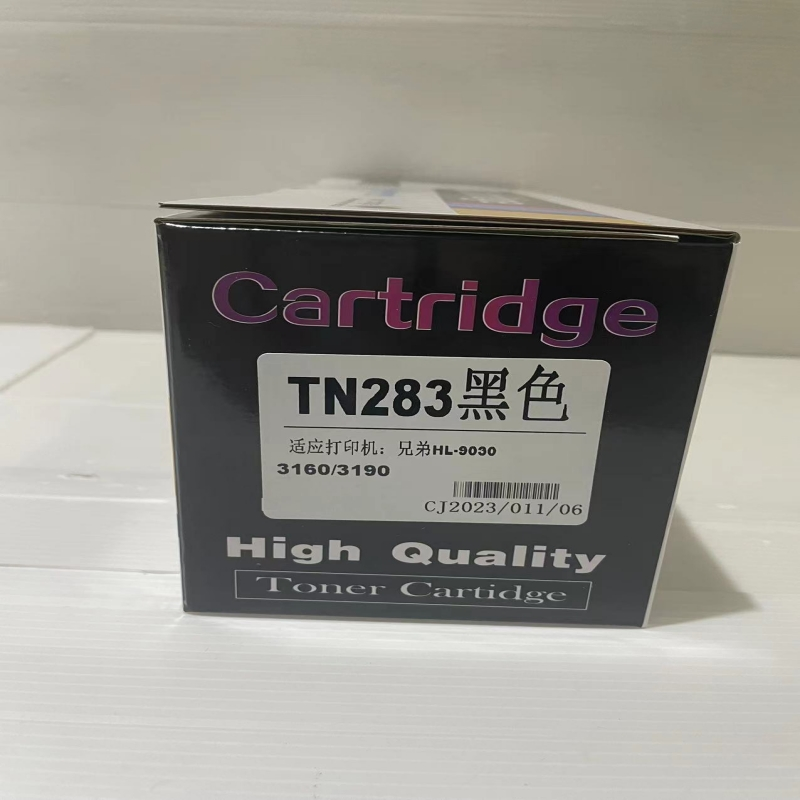 Cartridge
TN283黑色
适应打印机：兄弟HL-9030
3160/3190
CJ2023/011/06
High Quality
Toner Cartidge